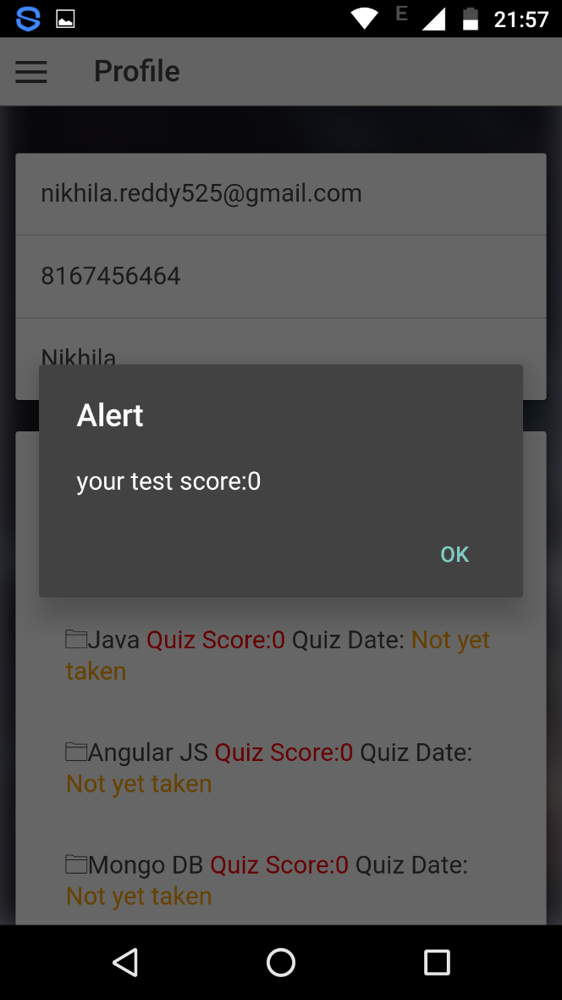 E 21:57
Profile
nikhila.reddy525@gmail.com
8167456464
Nikhila
Alert
your test score:0
OK
Java Quiz Score:0 Quiz Date: Not yet
taken
Angular JS Quiz Score:0 Quiz Date:
Not yet taken
Mongo DB Quiz Score:0 Quiz Date:
Not yet taken